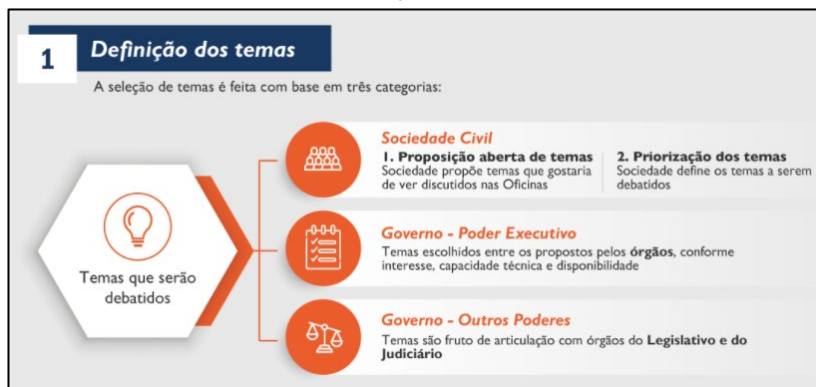 1
Definição dos temas
A seleção de temas é feita com base em três categorias:
Temas que serão
debatidos
Sociedade Civil
1. Proposição aberta de temas
Sociedade propõe temas que gostaria
de ver discutidos nas Oficinas
2. Priorização dos temas
Sociedade define os temas a serem
debatidos
Governo - Poder Executivo
Temas escolhidos entre os propostos pelos órgãos, conforme
interesse, capacidade técnica e disponibilidade
Governo - Outros Poderes
Temas são fruto de articulação com órgãos do Legislativo e do
Judiciário